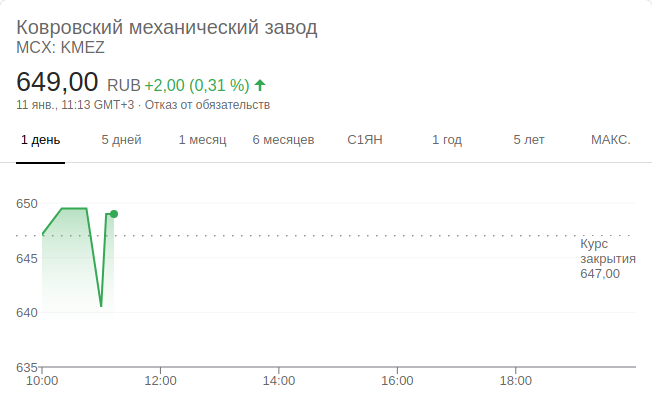 Ковровский механический завод
MCX: KMEZ
649,00 RUB +2,00 (0,31 %)
11 янв., 11:13 GMT+3 · Отказ от обязательств
1 день 5 дней 1 месяц 6 месяцев С1ЯН 1 год 5 лет МАКС.
650
645
640
635
Курс
закрытия
647,00
10:00 12:00 14:00 16:00 18:00